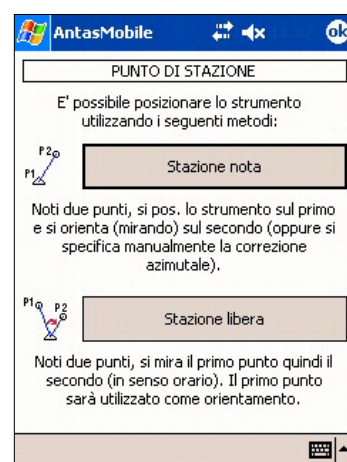 AntasMobile
ok
PUNTO DI STAZIONE
E' possibile posizionare lo strumento
utilizzando i seguenti metodi:
P2
P1
Stazione nota
Noti due punti, si pos. lo strumento sul primo
e si orienta (mirando) sul secondo (oppure si
specifica manualmente la correzione
azimutale).
P1 P2
Stazione libera
Noti due punti, si mira il primo punto quindi il
secondo (in senso orario). Il primo punto
sarà utilizzato come orientamento.